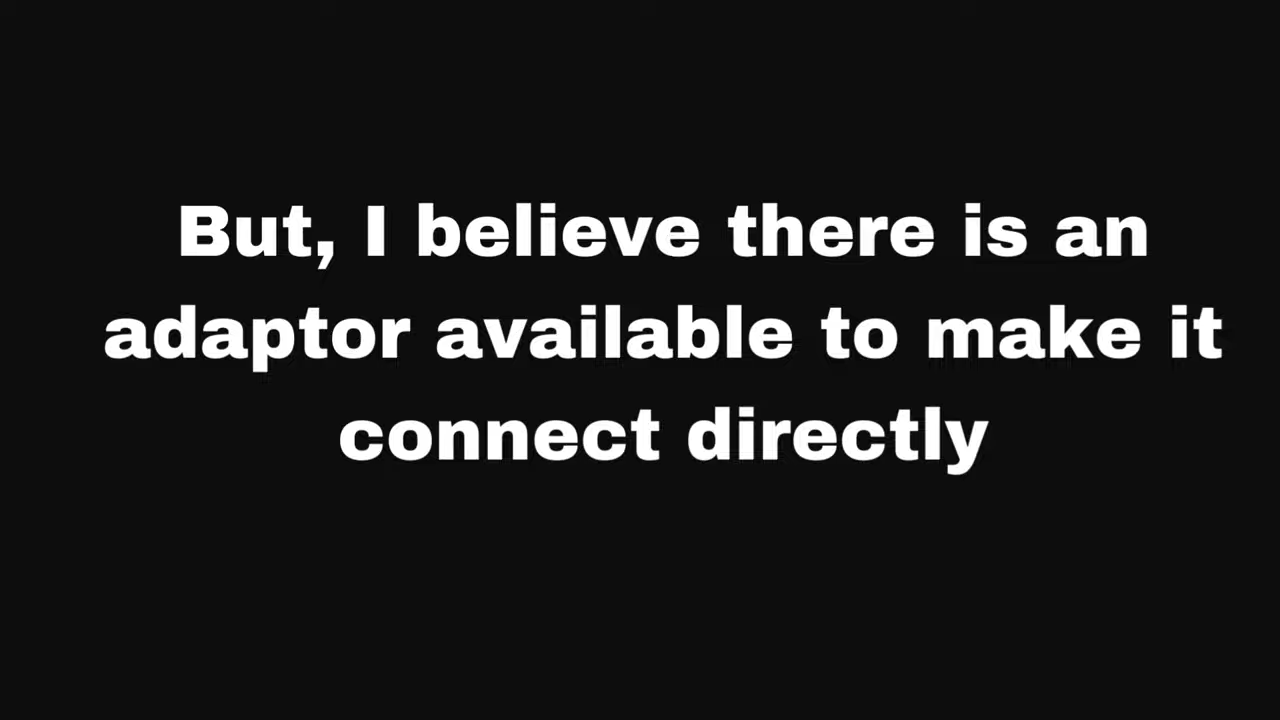 But, I believe there is an
adaptor available to make it
connect directly